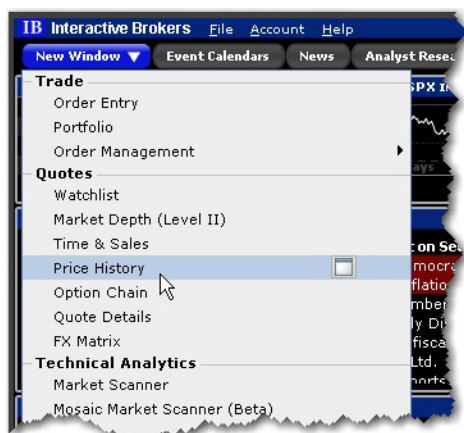 IB Interactive Brokers File Account Help
New Window Event Calendars News Analyst
Trade
Order Entry
Portfolio
Order Management
Quotes
Watchlist
Market Depth (Level II)
Time & Sales
Price History
Option Chain
Quote Details
FX Matrix
Technical Analytics
Market Scanner
Mosaic Market Scanner (Beta)